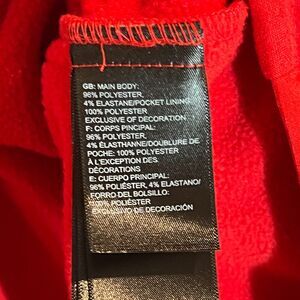 GB: MAIN BODY:
96% POLYESTER,
4% ELASTANE/POCKET LINING:
100% POLYESTER
EXCLUSIVE OF DECORATION
F: CORPS PINCIPAL:
96% POLYESTER,
4% ÉLASTHANNE/DOUBLURE DE
POCHE: 100% POLYESTER
À L'EXCEPTION DES
DÉCORATIONS
E: CUERPO PRINCIPAL:
96% POLIÉSTER, 4% ELASTANO/
FORRO DEL BOLSILLO:
100% POLIÉSTER
EXCLUSIVO DE DECORACIÓN